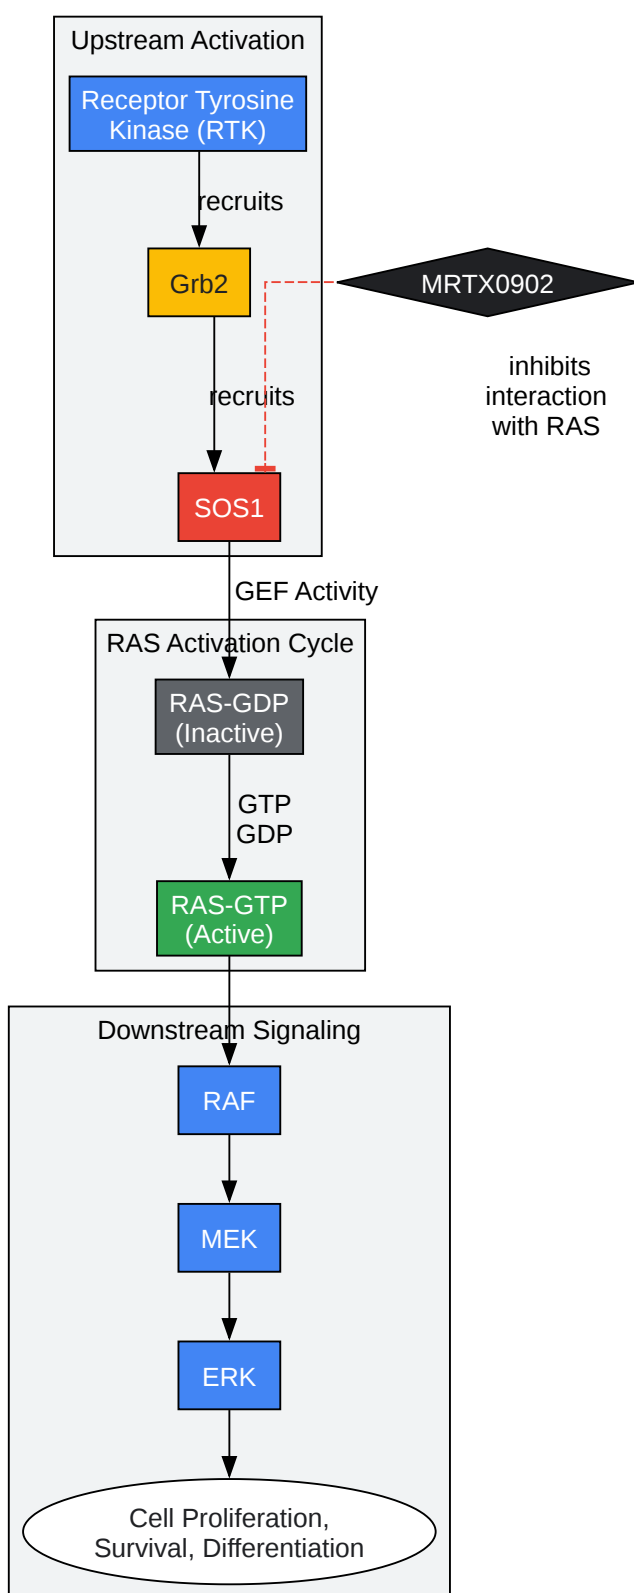 Upstream Activation
Receptor Tyrosine
Kinase (RTK)
recruits
Grb2
MRTX0902
inhibits
interaction
with RAS
recruits
SOS1
GEF Activity
RAS Activation Cycle
RAS-GDP
(Inactive)
GTP
GDP
RAS-GTP
(Active)
Downstream Signaling
RAF
MEK
ERK
Cell Proliferation,
Survival, Differentiation